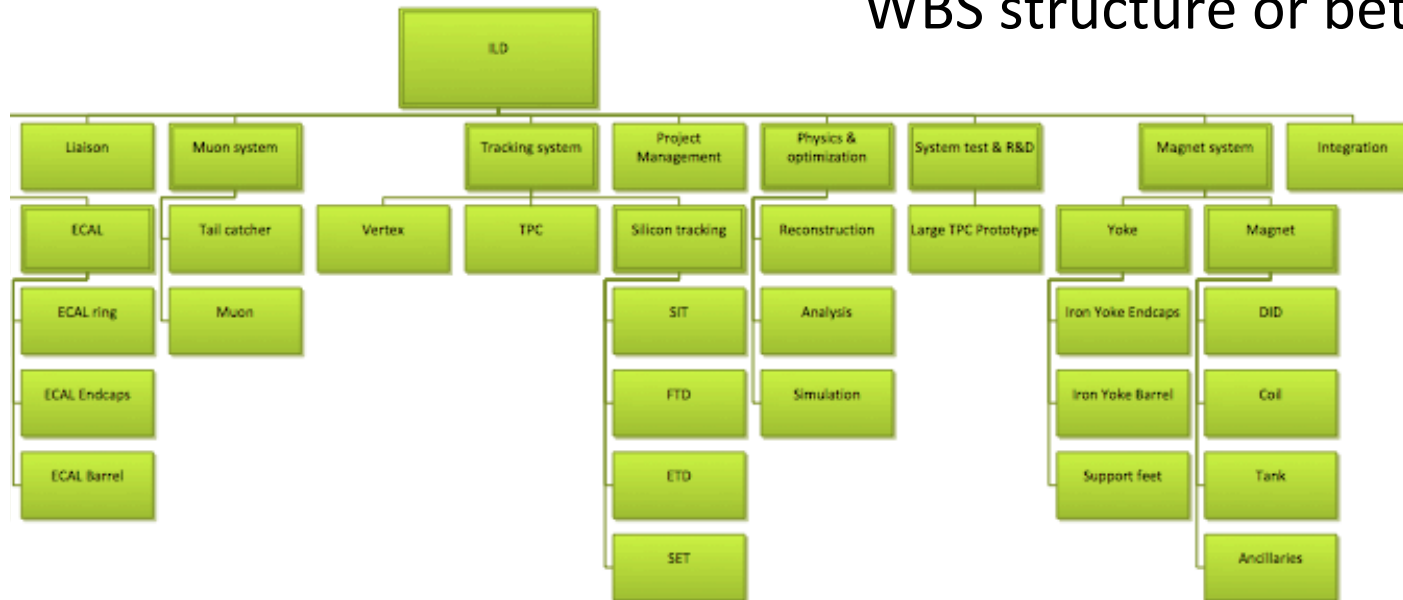 WBS structure or bet
ILD
Liaison
Muon system
Tracking system
Project
Management
Physics &
optimization
System test & R&D
Magnet system
Integration
ECAL
Tail catcher
Vertex
TPC
Silicon tracking
Reconstruction
Large TPC Prototype
Yoke
Magnet
ECAL ring
Muon
SIT
Analysis
Iron Yoke Endcaps
DID
ECAL Endcaps
FTD
Simulation
Iron Yoke Barrel
Coil
ECAL Barrel
ETD
Support feet
Tank
SET
Ancillaries